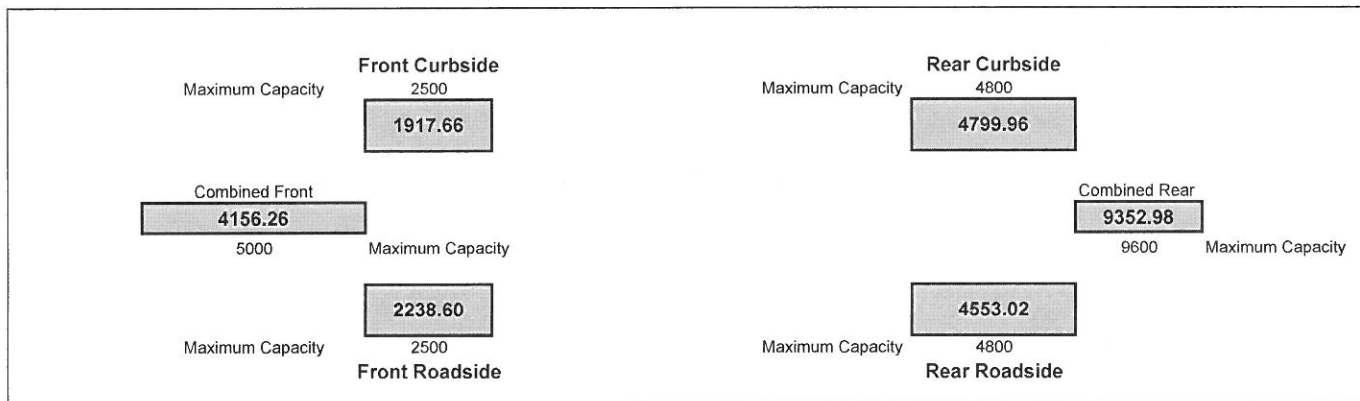 Front Curbside
Rear Curbside
Maximum Capacity 2500
Maximum Capacity 4800
1917.66
4799.96
Combined Front
Combined Rear
4156.26
9352.98
5000 Maximum Capacity
9600 Maximum Capacity
2238.60
4553.02
Maximum Capacity 2500
Maximum Capacity 4800
Front Roadside
Rear Roadside